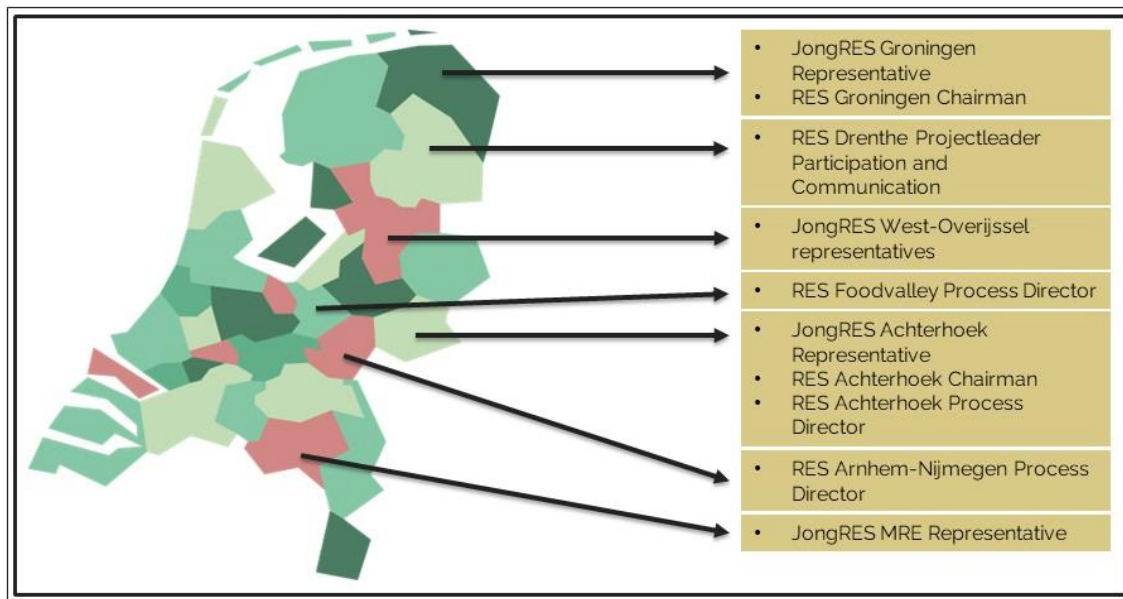 • JongRES Groningen
Representative
• RES Groningen Chairman
• RES Drenthe Projectleader
Participation and
Communication
• JongRES West-Overijssel
representatives
• RES Foodvalley Process Director
• JongRES Achterhoek
Representative
• RES Achterhoek Chairman
• RES Achterhoek Process
Director
• RES Arnhem-Nijmegen Process
Director
• JongRES MRE Representative